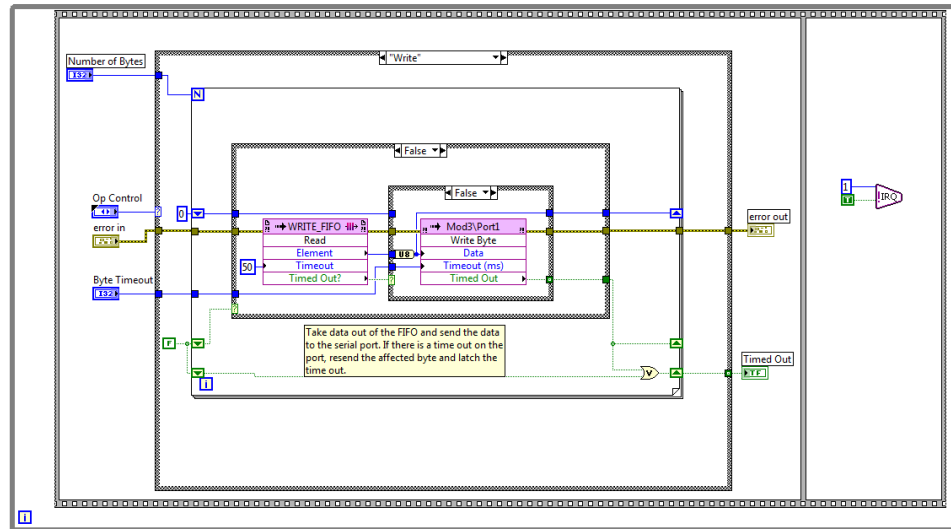 "Write"
Number of Bytes
I32
N
False
False
Op Control
0
1
IRQ
T
error in
WRITE_FIFO
Mod3\Port1
error out
Read
Write Byte
Element
U8
Data
50
Timeout
Timeout (ms)
Timed Out?
Timed Out
Byte Timeout
I32
?
?
?
F
Take data out of the FIFO and send the data
to the serial port. If there is a time out on the
port, resend the affected byte and latch the
time out.
Timed Out
TF
V
i
i